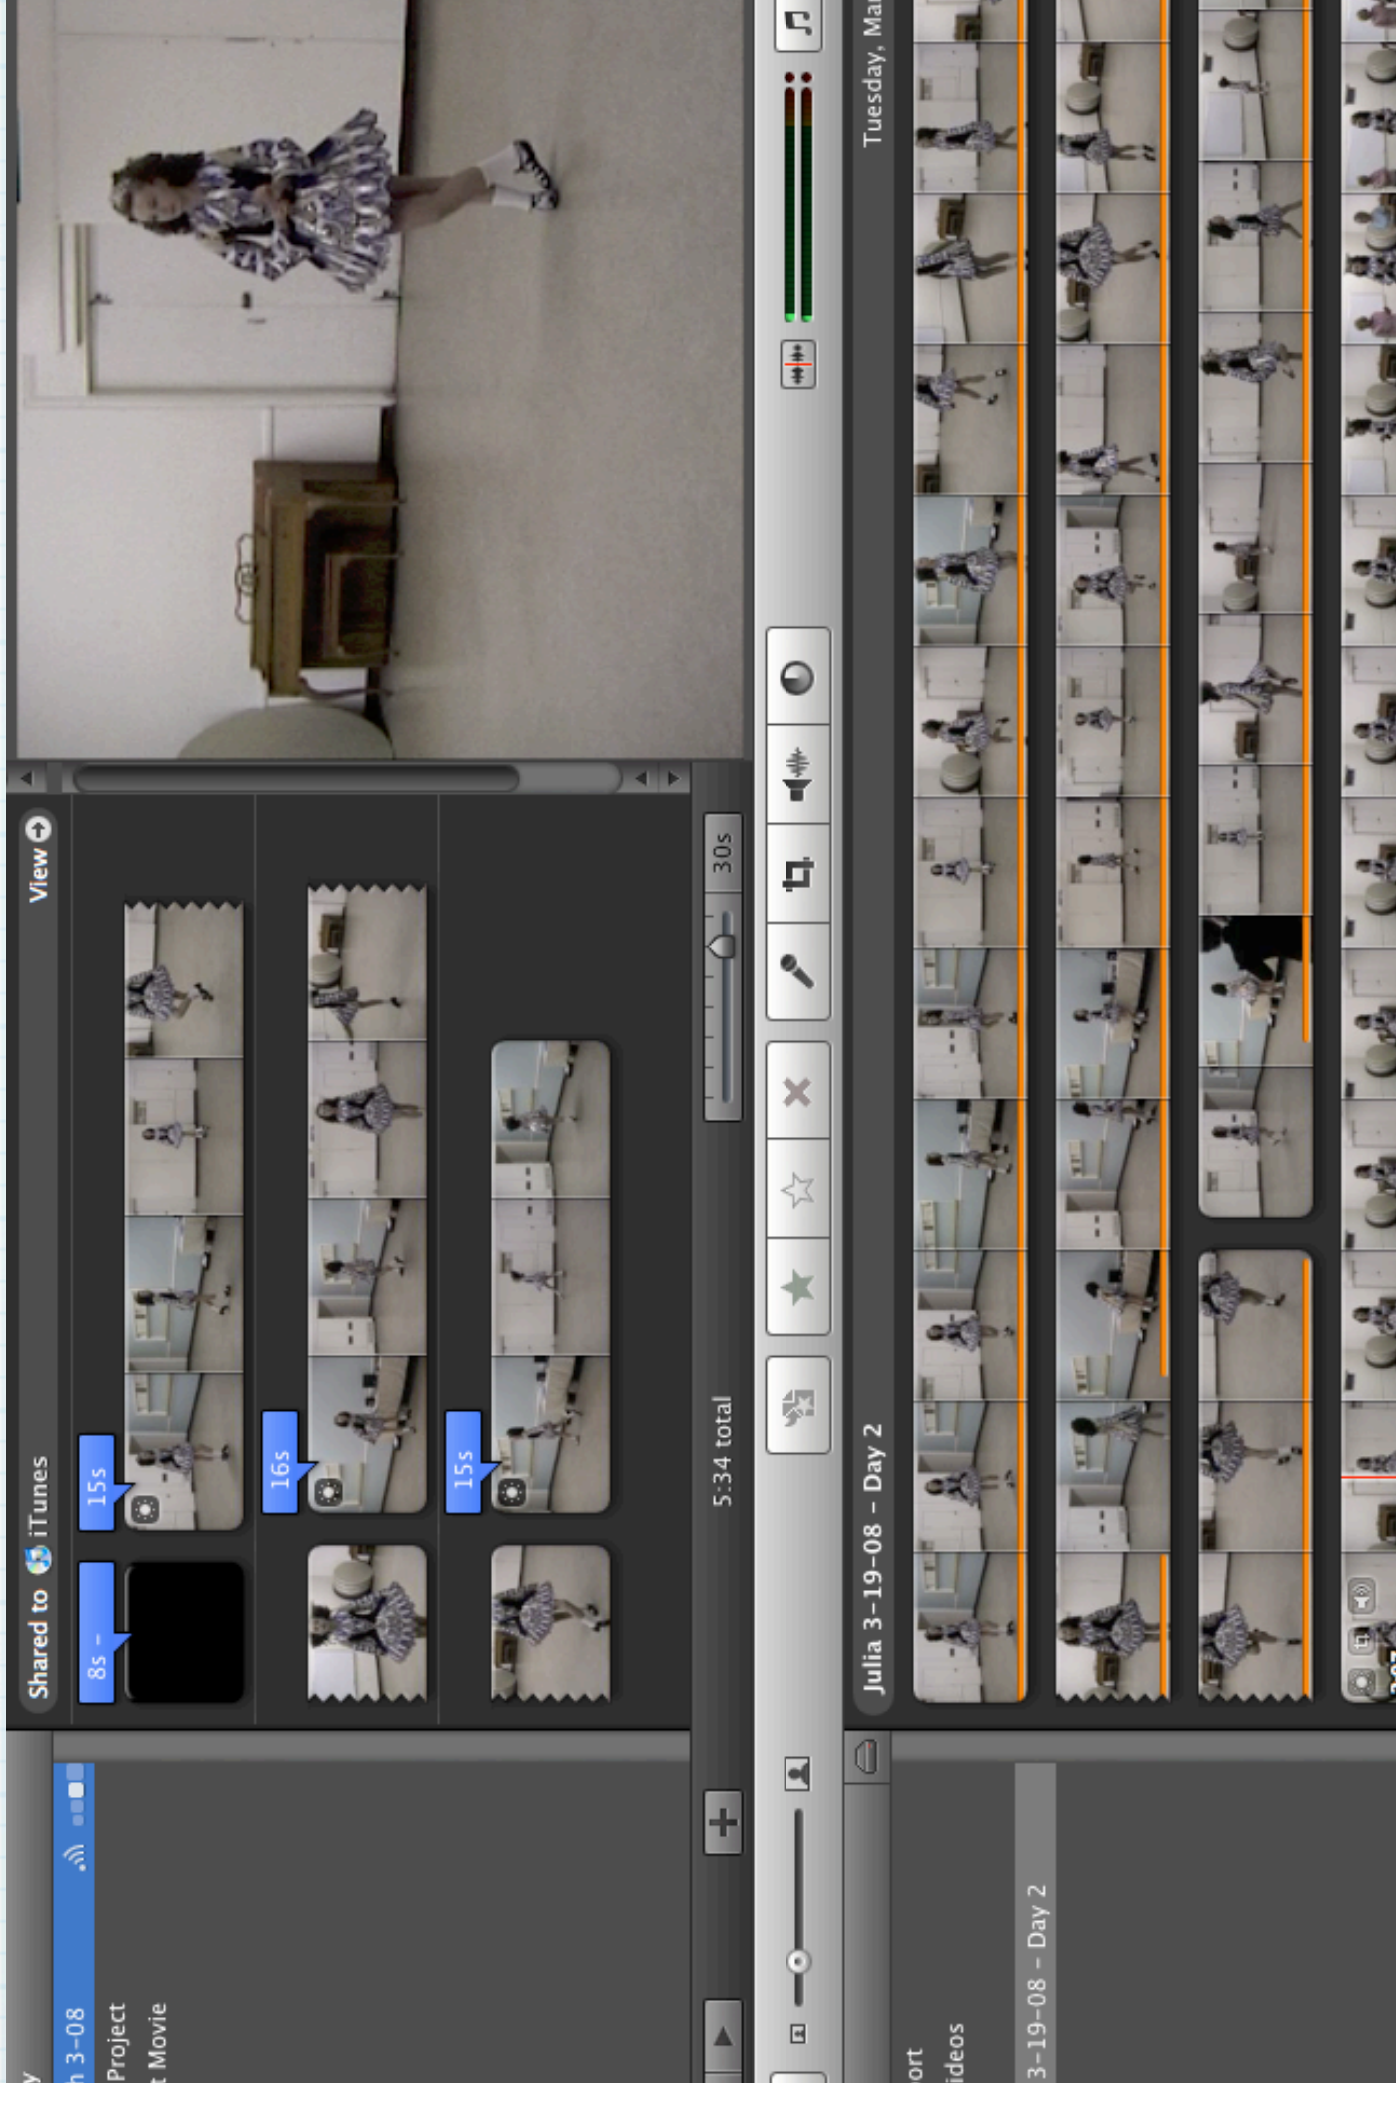 Shared to iTunes
View
8s –
15s
16s
15s
h 3-08
Project
t Movie
5:34 total
30s
Julia 3-19-08 – Day 2
Tuesday, Mar
ort
ideos
3-19-08 – Day 2